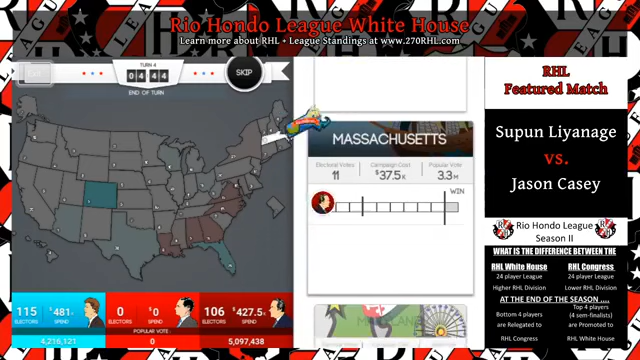 Rio Hondo League White House
Learn more about RHL + League Standings at www.270RHL.com
TURN 4
04:44
SKIP
END OF TURN
MASSACHUSETTS
Electoral Votes
Campaign Cost
Popular Vote
11
$37.5K
3.3M
WIN
115
ELECTORS
$481K
SPEND
0
ELECTORS
$0
SPEND
106
ELECTORS
$427.5K
SPEND
POPULAR VOTE
4,216,121
0
5,097,438
RHL
Featured Match
Supun Liyanage
vs.
Jason Casey
Rio Hondo League
Season II
WHAT IS THE DIFFERENCE BETWEEN THE
RHL White House
RHL Congress
24 player League
24 player League
Higher RHL Division
Lower RHL Division
AT THE END OF THE SEASON ....
Bottom 4 players
are Relegated to
RHL Congress
Top 4 players
(4 semi-finalists)
are Promoted to
RHL White House